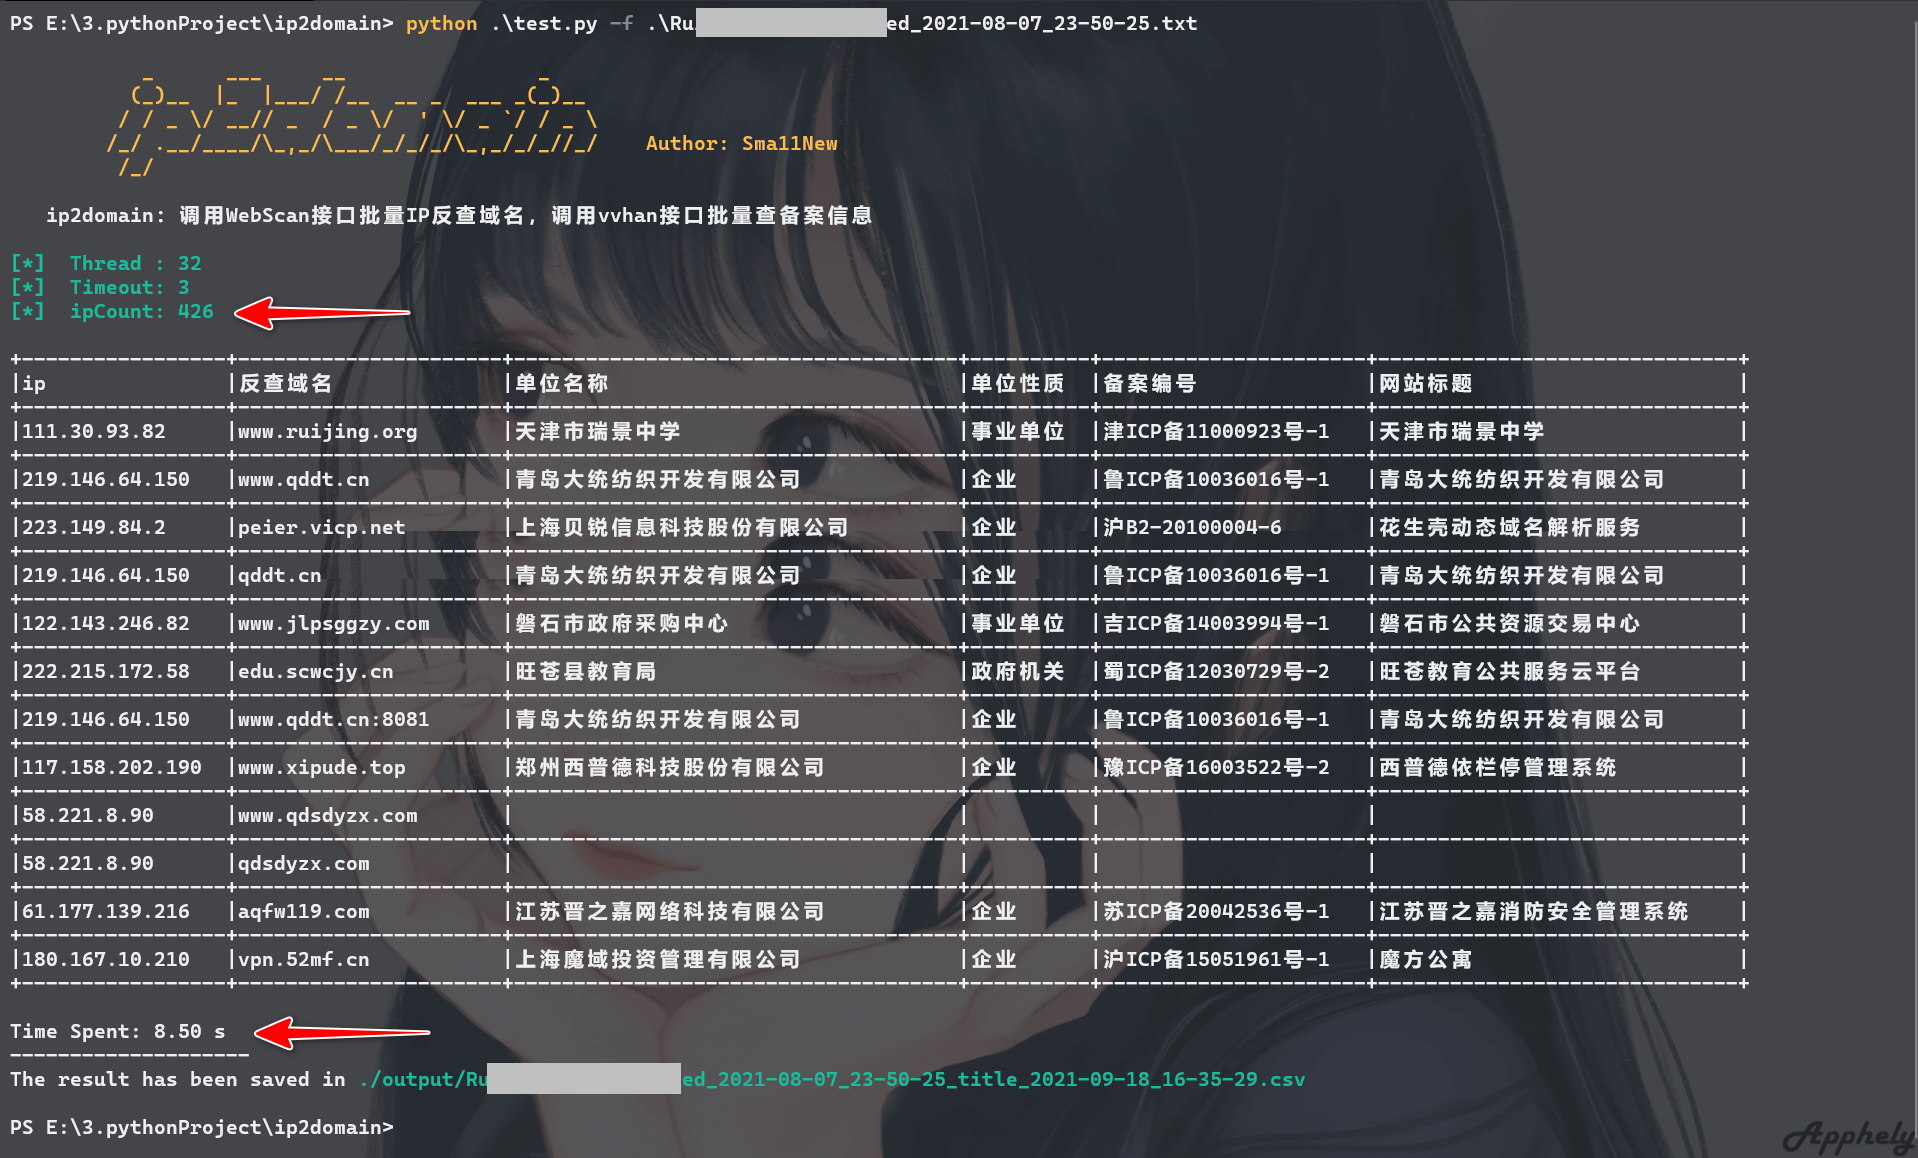 PS E:\3.pythonProject\ip2domain> python .\test.py -f .\Ru ed_2021-08-07_23-50-25.txt
Author: Sma11New
ip2domain: 调用WebScan接口批量IP反查域名，调用vvhan接口批量查备案信息
[*] Thread : 32
[*] Timeout: 3
[*] ipCount: 426
|ip |反查域名 |单位名称 |单位性质 |备案编号 |网站标题 |
|111.30.93.82 |www.ruijing.org |天津市瑞景中学 |事业单位 |津ICP备11000923号-1 |天津市瑞景中学 |
|219.146.64.150 |www.qddt.cn |青岛大统纺织开发有限公司 |企业 |鲁ICP备10036016号-1 |青岛大统纺织开发有限公司 |
|223.149.84.2 |peier.vicp.net |上海贝锐信息科技股份有限公司 |企业 |沪B2-20100004-6 |花生壳动态域名解析服务 |
|219.146.64.150 |qddt.cn |青岛大统纺织开发有限公司 |企业 |鲁ICP备10036016号-1 |青岛大统纺织开发有限公司 |
|122.143.246.82 |www.jlpsggzy.com |磐石市政府采购中心 |事业单位 |吉ICP备14003994号-1 |磐石市公共资源交易中心 |
|222.215.172.58 |edu.scwcjy.cn |旺苍县教育局 |政府机关 |蜀ICP备12030729号-2 |旺苍教育公共服务云平台 |
|219.146.64.150 |www.qddt.cn:8081 |青岛大统纺织开发有限公司 |企业 |鲁ICP备10036016号-1 |青岛大统纺织开发有限公司 |
|117.158.202.190 |www.xipude.top |郑州西普德科技股份有限公司 |企业 |豫ICP备16003522号-2 |西普德依栏停管理系统 |
|58.221.8.90 |www.qdsdyzx.com | | | | |
|58.221.8.90 |qdsdyzx.com | | | | |
|61.177.139.216 |aqfw119.com |江苏晋之嘉网络科技有限公司 |企业 |苏ICP备20042536号-1 |江苏晋之嘉消防安全管理系统 |
|180.167.10.210 |vpn.52mf.cn |上海魔域投资管理有限公司 |企业 |沪ICP备15051961号-1 |魔方公寓 |
Time Spent: 8.50 s
--------------------
The result has been saved in ./output/Ru ed_2021-08-07_23-50-25_title_2021-09-18_16-35-29.csv
PS E:\3.pythonProject\ip2domain>
Apphely